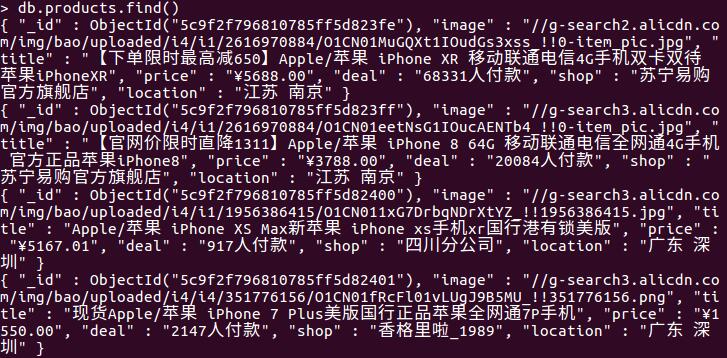 > db.products.find()
{ "_id" : ObjectId("5c9f2f796810785ff5d823fe"), "image" : "//g-search2.alicdn.co
m/img/bao/uploaded/i4/i1/2616970884/O1CN01MuGQXt1IOudGs3xss_!!0-item_pic.jpg", "
title" : "【下单限时最高减650】Apple/苹果 iPhone XR 移动联通电信4G手机双卡双待
苹果iPhoneXR", "price" : "¥5688.00", "deal" : "68331人付款", "shop" : "苏宁易购
官方旗舰店", "location" : "江苏 南京" }
{ "_id" : ObjectId("5c9f2f796810785ff5d823ff"), "image" : "//g-search3.alicdn.co
m/img/bao/uploaded/i4/i1/2616970884/O1CN01eetNsG1IOucAENTb4_!!0-item_pic.jpg", "
title" : "【官网价限时直降1311】Apple/苹果 iPhone 8 64G 移动联通电信全网通4G手机
 官方正品苹果iPhone8", "price" : "¥3788.00", "deal" : "20084人付款", "shop" : "
苏宁易购官方旗舰店", "location" : "江苏 南京" }
{ "_id" : ObjectId("5c9f2f796810785ff5d82400"), "image" : "//g-search3.alicdn.co
m/img/bao/uploaded/i4/i1/1956386415/O1CN011xG7DrbqNDrXtYZ_!!1956386415.jpg", "ti
tle" : "Apple/苹果 iPhone XS Max新苹果 iPhone xs手机xr国行港有锁美版", "price" :
 "¥5167.01", "deal" : "917人付款", "shop" : "四川分公司", "location" : "广东 深
圳" }
{ "_id" : ObjectId("5c9f2f796810785ff5d82401"), "image" : "//g-search3.alicdn.co
m/img/bao/uploaded/i4/i4/351776156/O1CN01fRcFl01vLUgJ9B5MU_!!351776156.png", "ti
tle" : "现货Apple/苹果 iPhone 7 Plus美版国行正品苹果全网通7P手机", "price" : "¥1
550.00", "deal" : "2147人付款", "shop" : "香格里啦_1989", "location" : "广东 深
圳" }